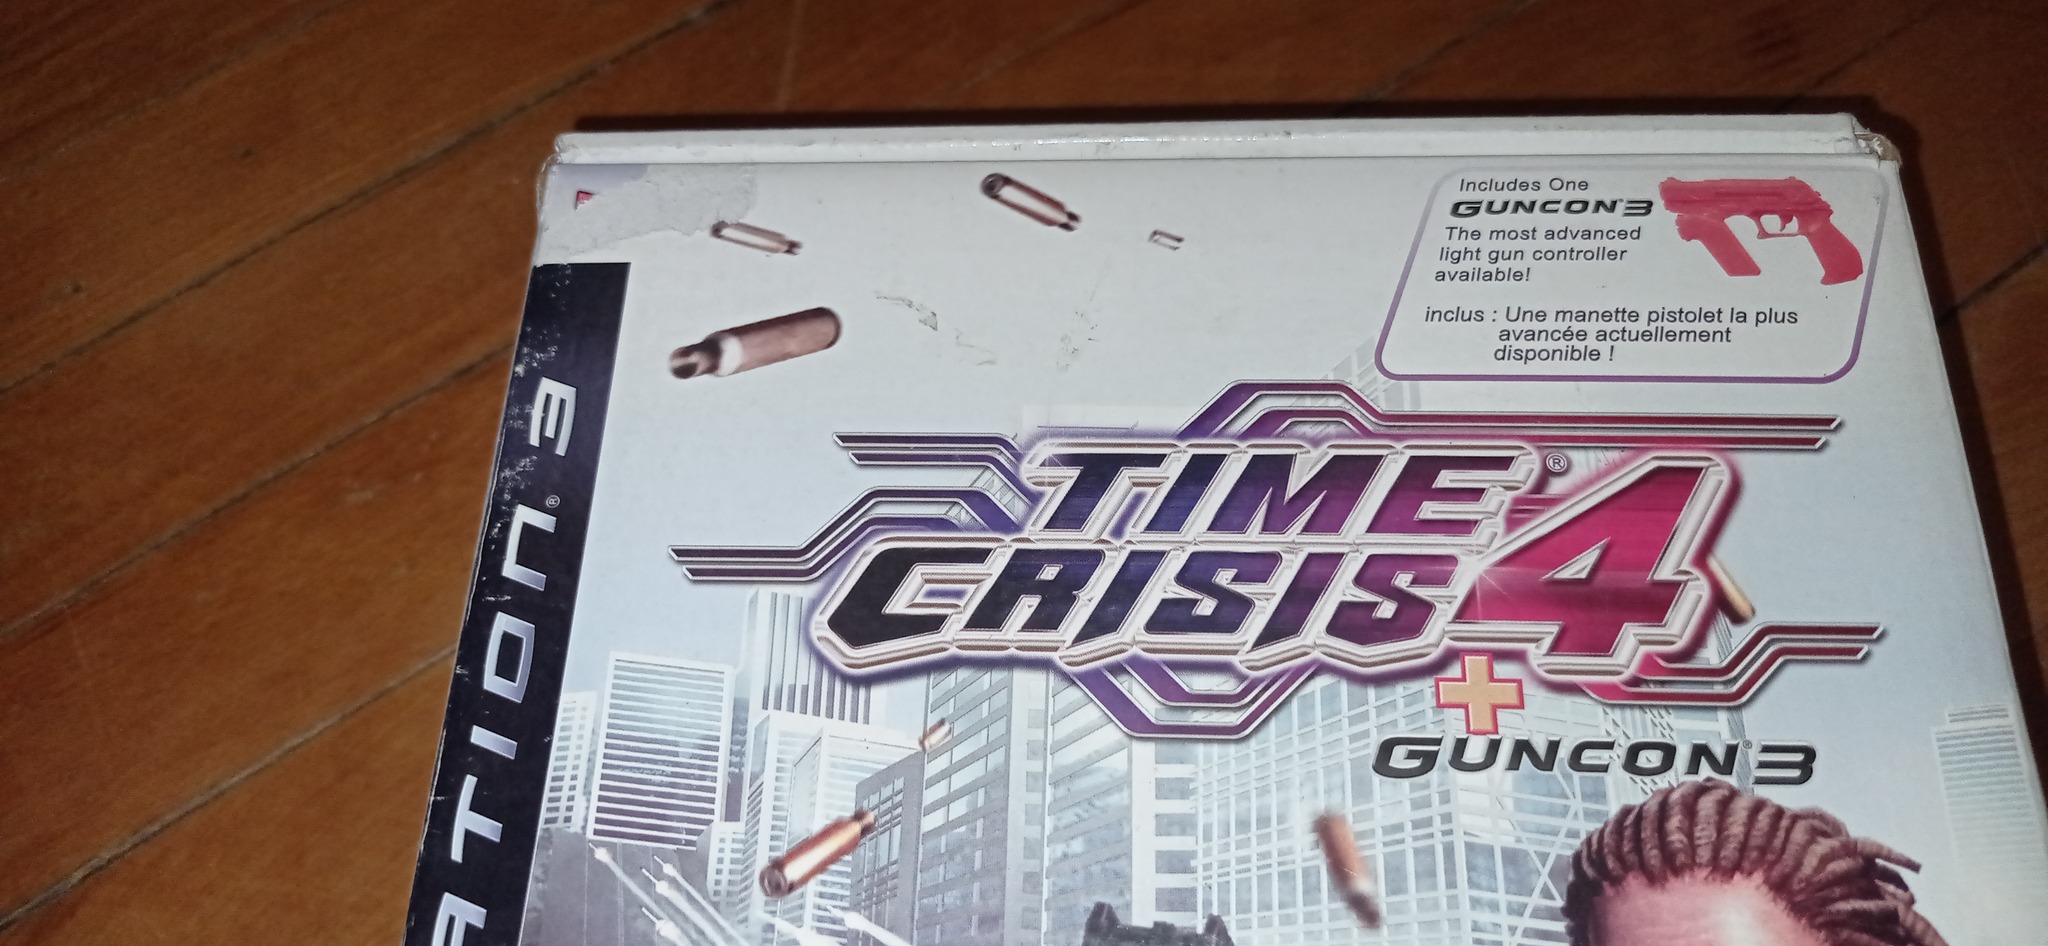 Includes One
GUNCON®3
The most advanced
light gun controller
available!
inclus : Une manette pistolet la plus
avancée actuellement
disponible !
TIME®
CRISIS 4
+
GUNCON®3
ATION®3